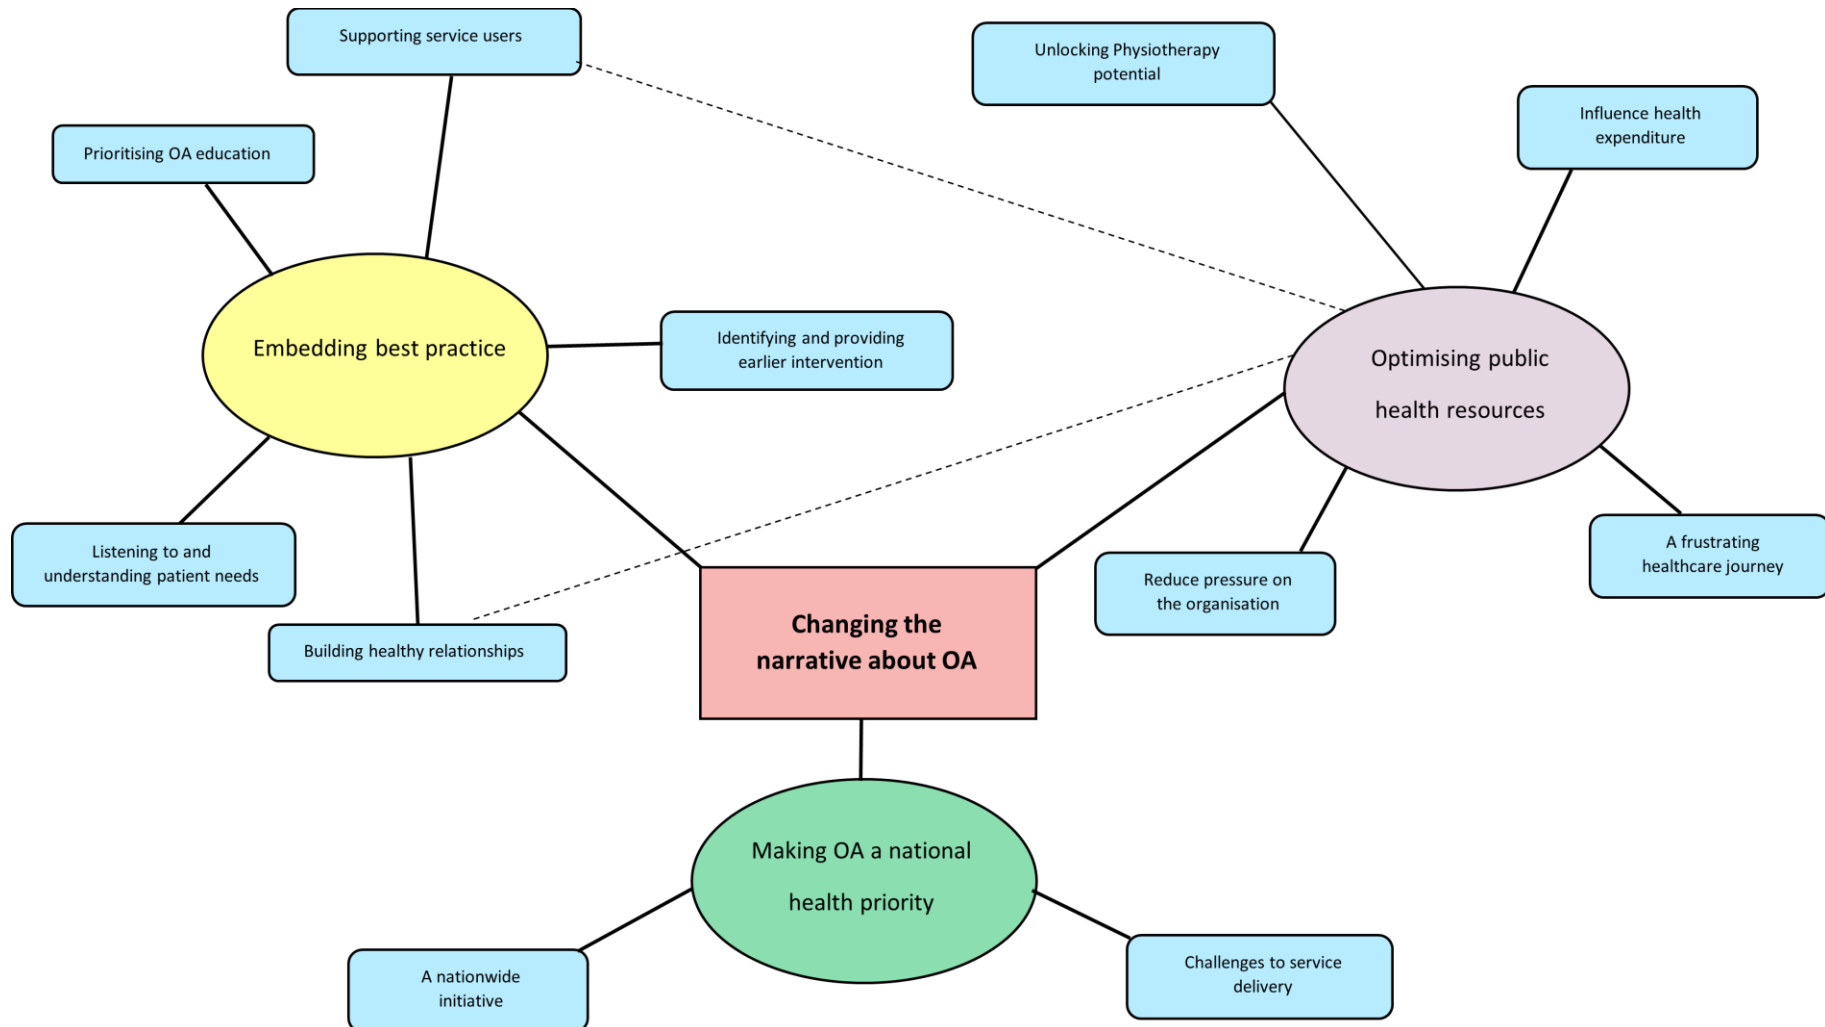 Supporting service users
Unlocking Physiotherapy
potential
Influence health
expenditure
Prioritising OA education
Identifying and providing
earlier intervention
Embedding best practice
Optimising public
health resources
Listening to and
understanding patient needs
Building healthy relationships
Changing the
narrative about OA
Reduce pressure on
the organisation
A frustrating
healthcare journey
Making OA a national
health priority
A nationwide
initiative
Challenges to service
delivery